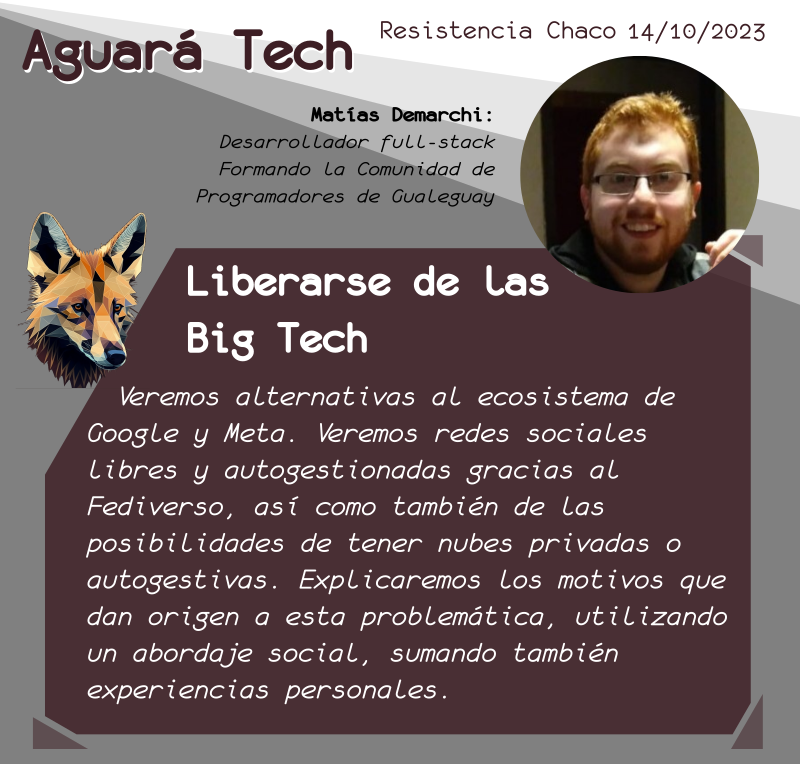 Aguará Tech
Resistencia Chaco 14/10/2023
Matías Demarchi:
Desarrollador full-stack
Formando la Comunidad de
Programadores de Gualeguay
Liberarse de las
Big Tech
Veremos alternativas al ecosistema de
Google y Meta. Veremos redes sociales
libres y autogestionadas gracias al
Fediverso, así como también de las
posibilidades de tener nubes privadas o
autogestivas. Explicaremos los motivos que
dan origen a esta problemática, utilizando
un abordaje social, sumando también
experiencias personales.